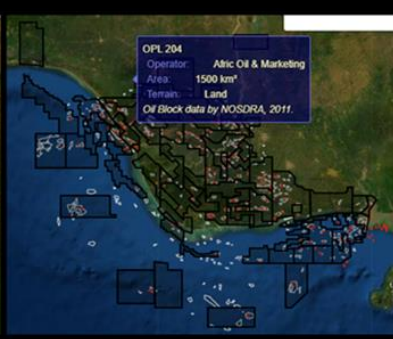 OPL 204
Operator: Afric Oil & Marketing
Area: 1500 km²
Terrain: Land
Oil Block data by NOSDRA, 2011.